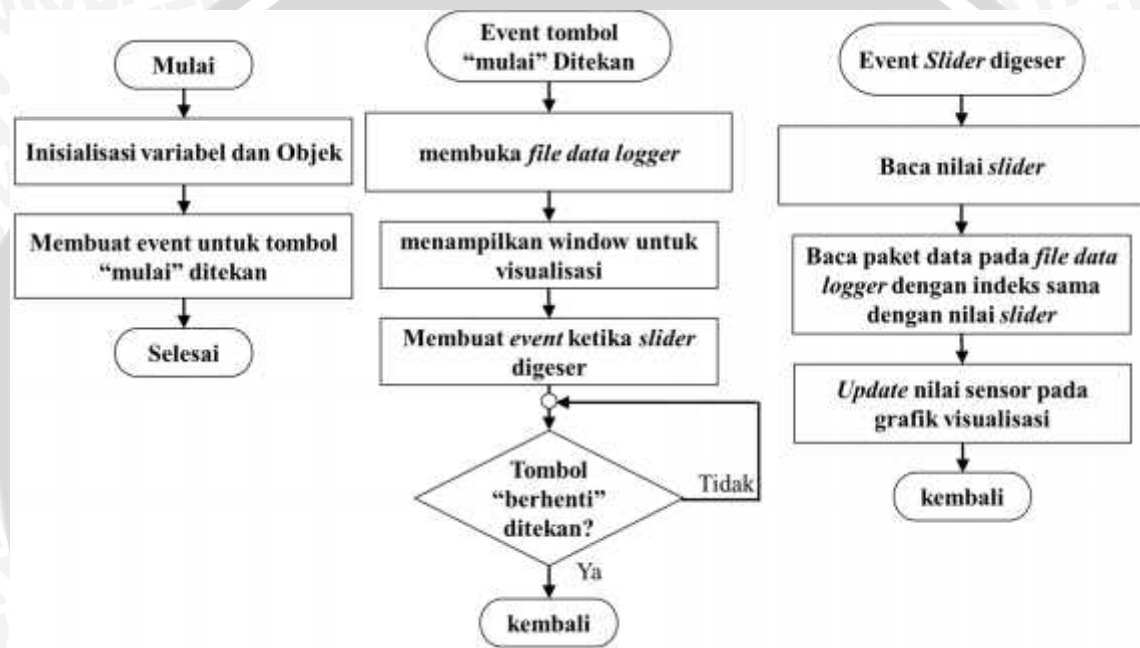 Mulai
Inisialisasi variabel dan Objek
Membuat event untuk tombol
“mulai” ditekan
Selesai
Event tombol
“mulai” Ditekan
membuka file data logger
menampilkan window untuk
visualisasi
Membuat event ketika slider
digeser
Tombol
“berhenti”
ditekan?
Tidak
Ya
kembali
Event Slider digeser
Baca nilai slider
Baca paket data pada file data
logger dengan indeks sama
dengan nilai slider
Update nilai sensor pada
grafik visualisasi
kembali